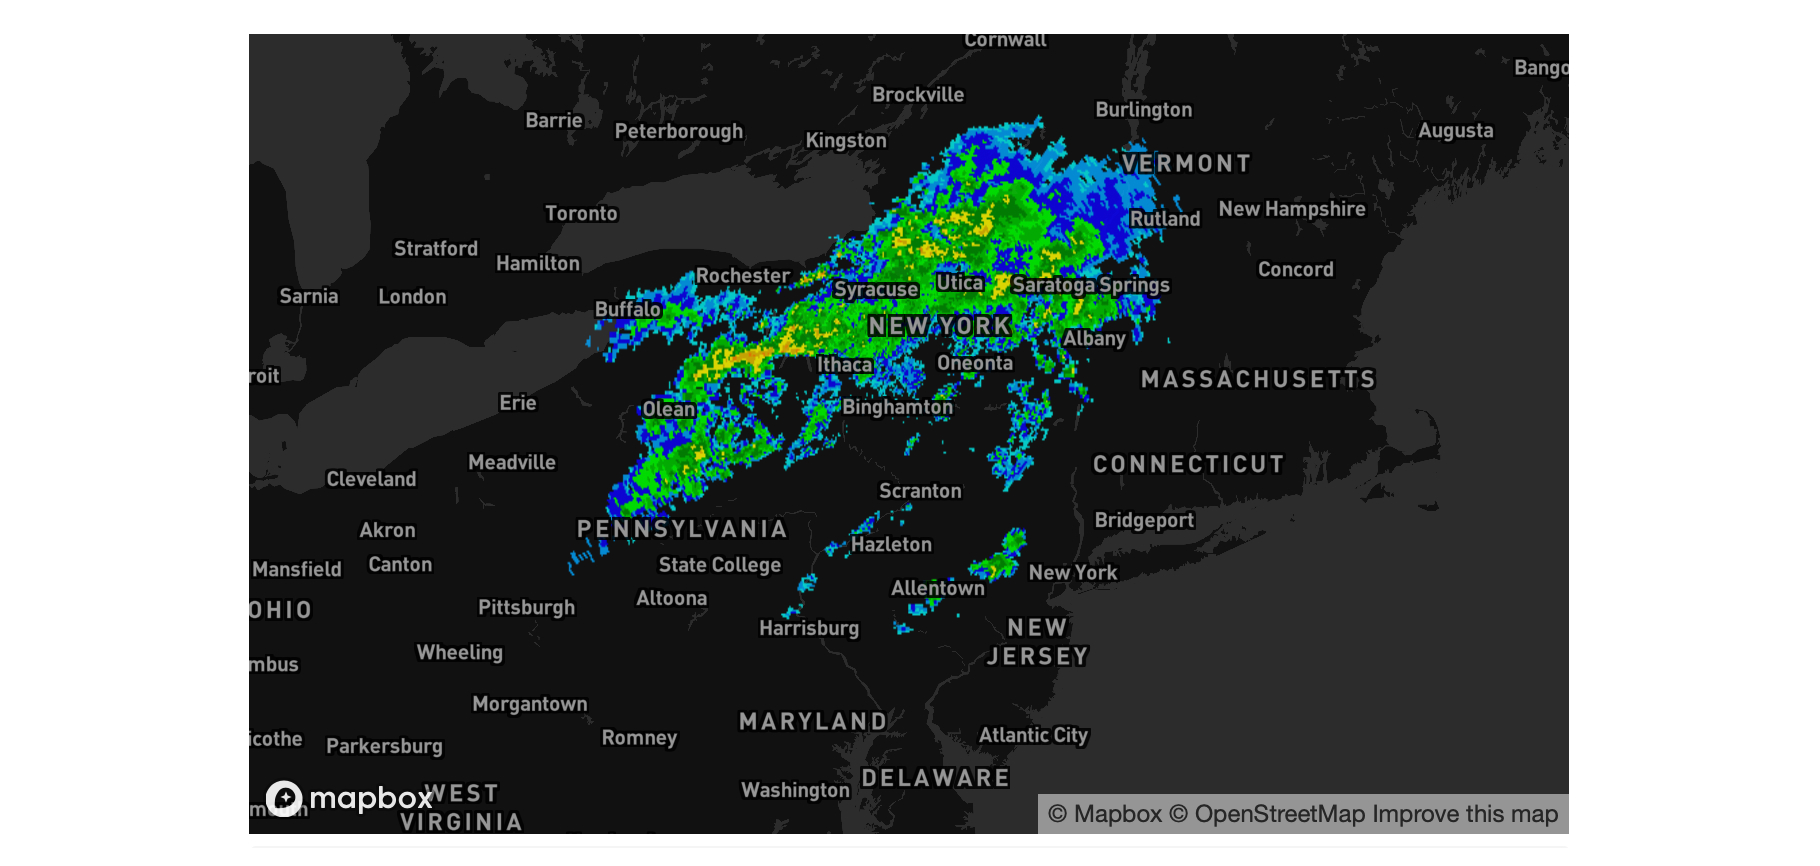 Cornwall
Bango
Brockville
Burlington
Barrie
Peterborough
Kingston
Augusta
VERMONT
Toronto
Rutland
New Hampshire
Stratford
Hamilton
Rochester
Concord
Sarnia
London
Buffalo
Syracuse
Utica
Saratoga Springs
NEW YORK
Albany
roit
Ithaca
Oneonta
MASSACHUSETTS
Erie
Olean
Binghamton
Cleveland
Meadville
CONNECTICUT
Scranton
Akron
PENNSYLVANIA
Bridgeport
Hazleton
Mansfield
Canton
State College
New York
Allentown
OHIO
Pittsburgh
Altoona
Harrisburg
NEW
JERSEY
mbus
Wheeling
Morgantown
MARYLAND
icothe
Parkersburg
Romney
Atlantic City
DELAWARE
Washington
mapbox
WEST
VIRGINIA
© Mapbox © OpenStreetMap Improve this map